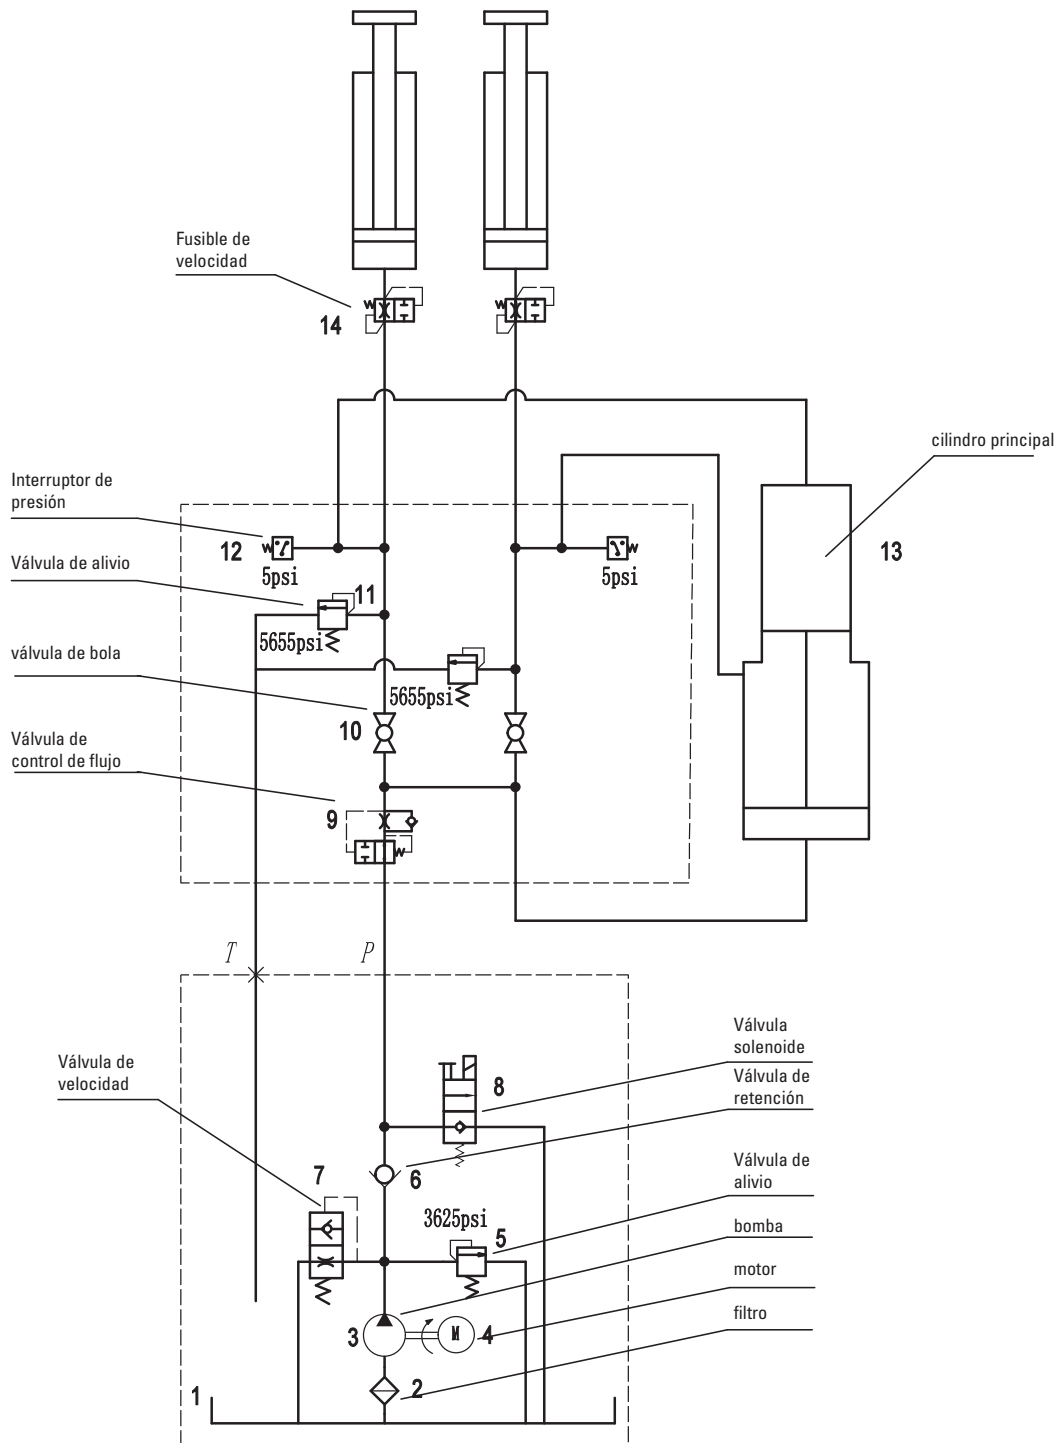 Fusible de
velocidad
14
cilindro principal
Interruptor de
presión
12
5psi
5psi
13
Válvula de alivio
11
5655psi
válvula de bola
5655psi
10
Válvula de
control de flujo
9
T
P
Válvula
solenoide
8
Válvula de
retención
Válvula de
velocidad
7
6
Válvula de
alivio
3625psi
5
bomba
motor
3
M
4
filtro
1
2